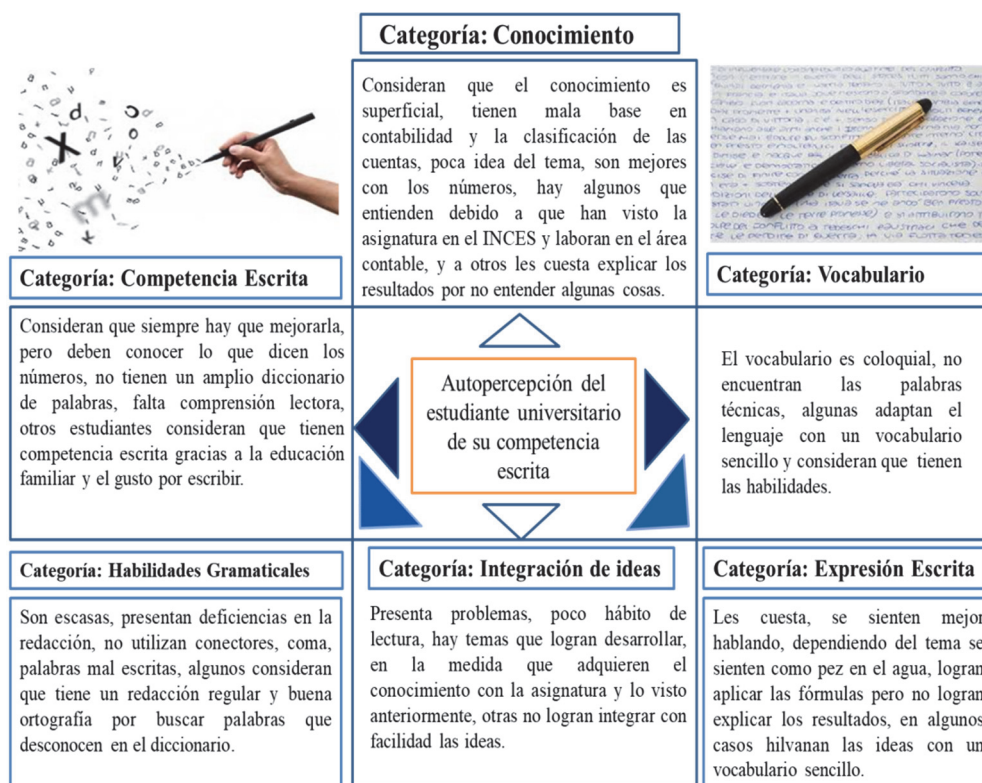 Categoría: Conocimiento
Consideran que el conocimiento es
superficial, tienen mala base en
contabilidad y la clasificación de las
cuentas, poca idea del tema, son mejores
con los números, hay algunos que
entienden debido a que han visto la
asignatura en el INCES y laboran en el área
contable, y a otros les cuesta explicar los
resultados por no entender algunas cosas.
Categoría: Competencia Escrita
Consideran que siempre hay que mejorarla,
pero deben conocer lo que dicen los
números, no tienen un amplio diccionario
de palabras, falta comprensión lectora,
otros estudiantes consideran que tienen
competencia escrita gracias a la educación
familiar y el gusto por escribir.
Autopercepción del
estudiante universitario
de su competencia
escrita
Categoría: Vocabulario
El vocabulario es coloquial, no
encuentran las palabras
técnicas, algunas adaptan el
lenguaje con un vocabulario
sencillo y consideran que tienen
las habilidades.
Categoría: Habilidades Gramaticales
Son escasas, presentan deficiencias en la
redacción, no utilizan conectores, coma,
palabras mal escritas, algunos consideran
que tiene un redacción regular y buena
ortografía por buscar palabras que
desconocen en el diccionario.
Categoría: Integración de ideas
Presenta problemas, poco hábito de
lectura, hay temas que logran desarrollar,
en la medida que adquieren el
conocimiento con la asignatura y lo visto
anteriormente, otras no logran integrar con
facilidad las ideas.
Categoría: Expresión Escrita
Les cuesta, se sienten mejor
hablando, dependiendo del tema se
sienten como pez en el agua, logran
aplicar las fórmulas pero no logran
explicar los resultados, en algunos
casos hilvanan las ideas con un
vocabulario sencillo.